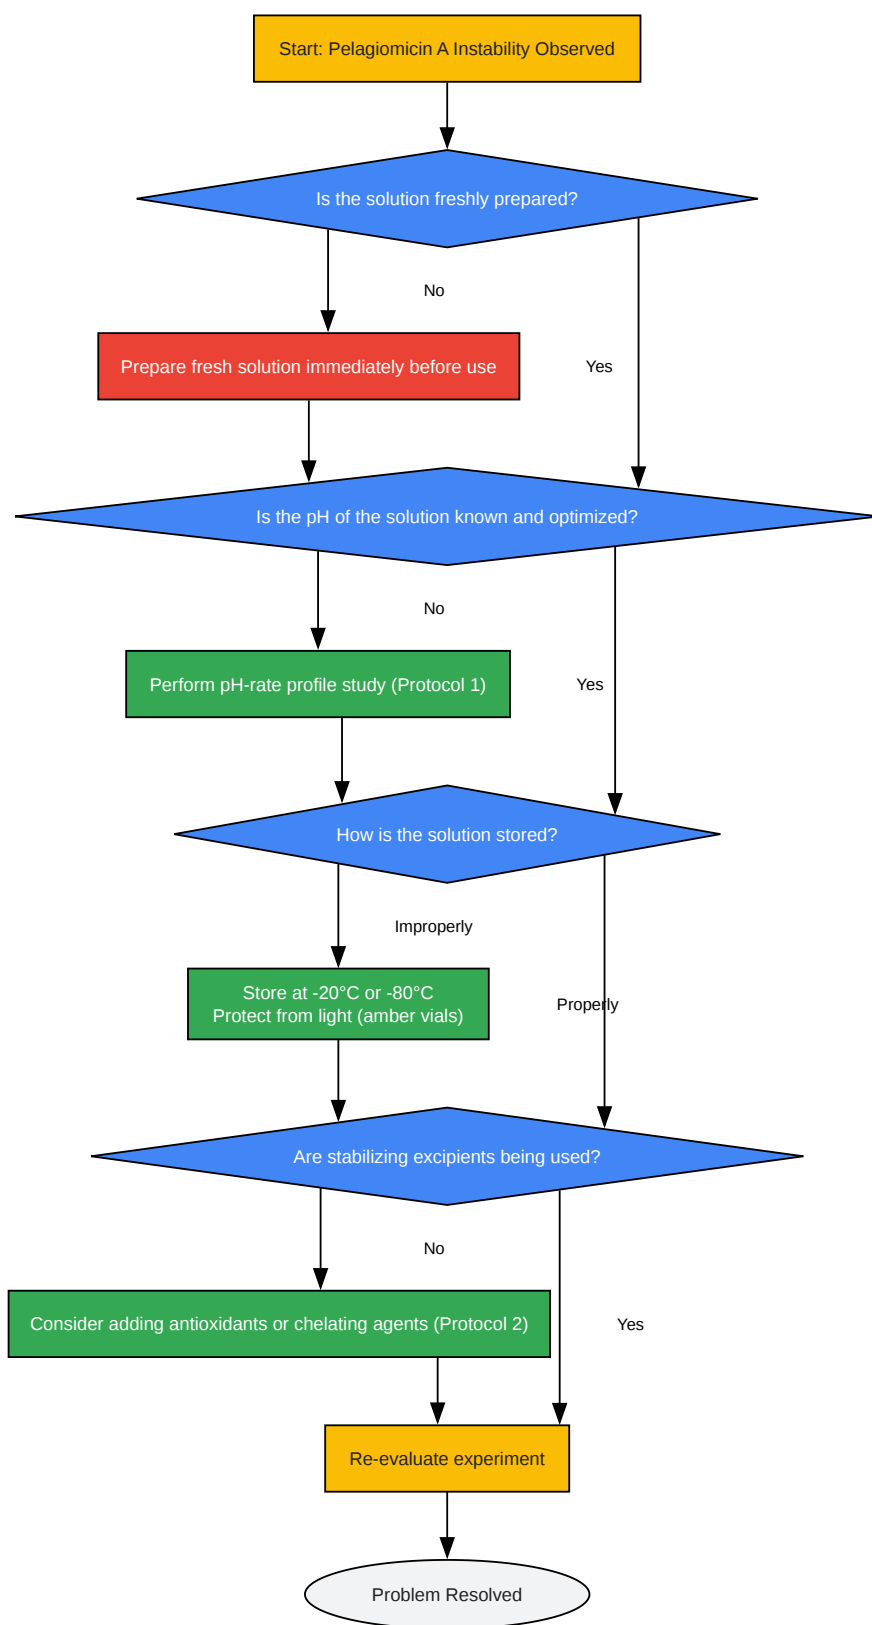 Start: Pelagiomicin A Instability Observed
Is the solution freshly prepared?
No
Prepare fresh solution immediately before use
Yes
Is the pH of the solution known and optimized?
No
Perform pH-rate profile study (Protocol 1)
Yes
How is the solution stored?
Improperly
Store at -20°C or -80°C
Protect from light (amber vials)
Properly
Are stabilizing excipients being used?
No
Consider adding antioxidants or chelating agents (Protocol 2)
Yes
Re-evaluate experiment
Problem Resolved